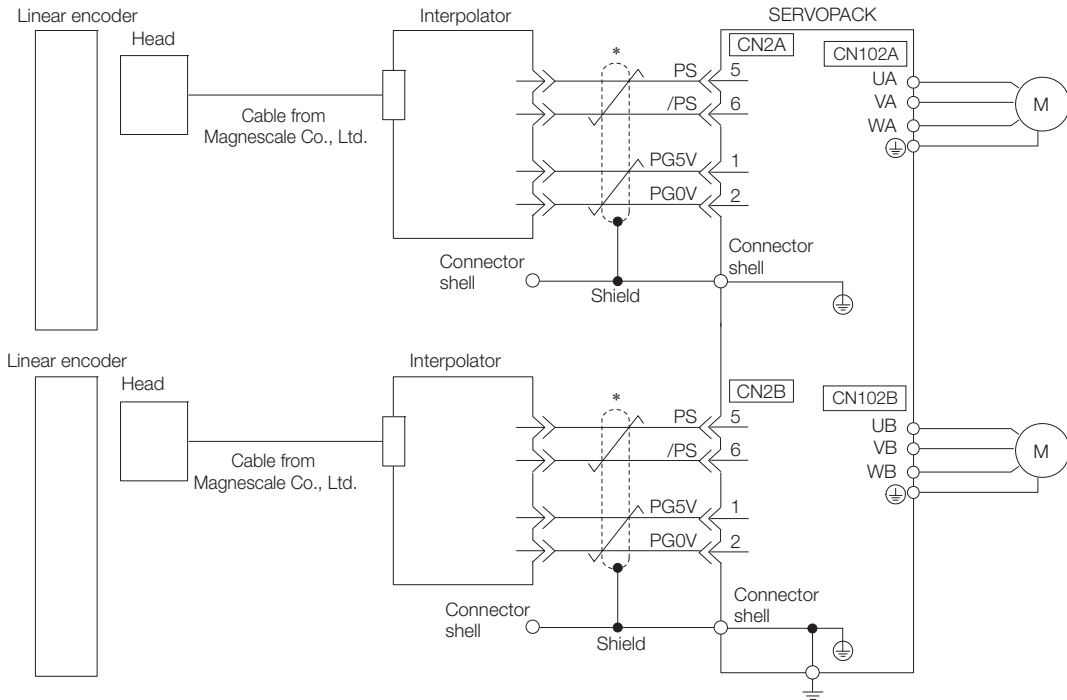 SERVOPACK
Linear encoder
Head
Interpolator
Cable from
Magnescale Co., Ltd.
*
PS
/PS
PG5V
PG0V
5
6
1
2
CN2A
CN102A
UA
VA
WA
M
Connector
shell
Shield
Connector
shell
Linear encoder
Head
Interpolator
Cable from
Magnescale Co., Ltd.
*
PS
/PS
PG5V
PG0V
5
6
1
2
CN2B
CN102B
UB
VB
WB
M
Connector
shell
Shield
Connector
shell